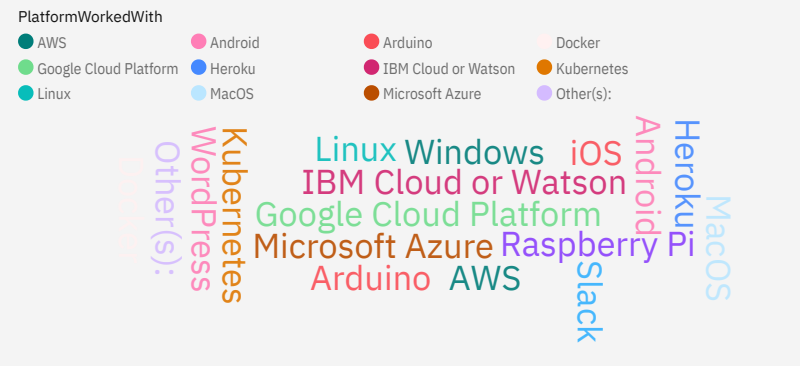 PlatformWorkedWith
AWS Android Arduino Docker
Google Cloud Platform Heroku IBM Cloud or Watson Kubernetes
Linux MacOS Microsoft Azure Other(s):
Other(s):
WordPress
Kubernetes
Linux Windows iOS
IBM Cloud or Watson
Google Cloud Platform
Microsoft Azure Raspberry Pi
Arduino AWS
Slack
Android
Heroku
MacOS